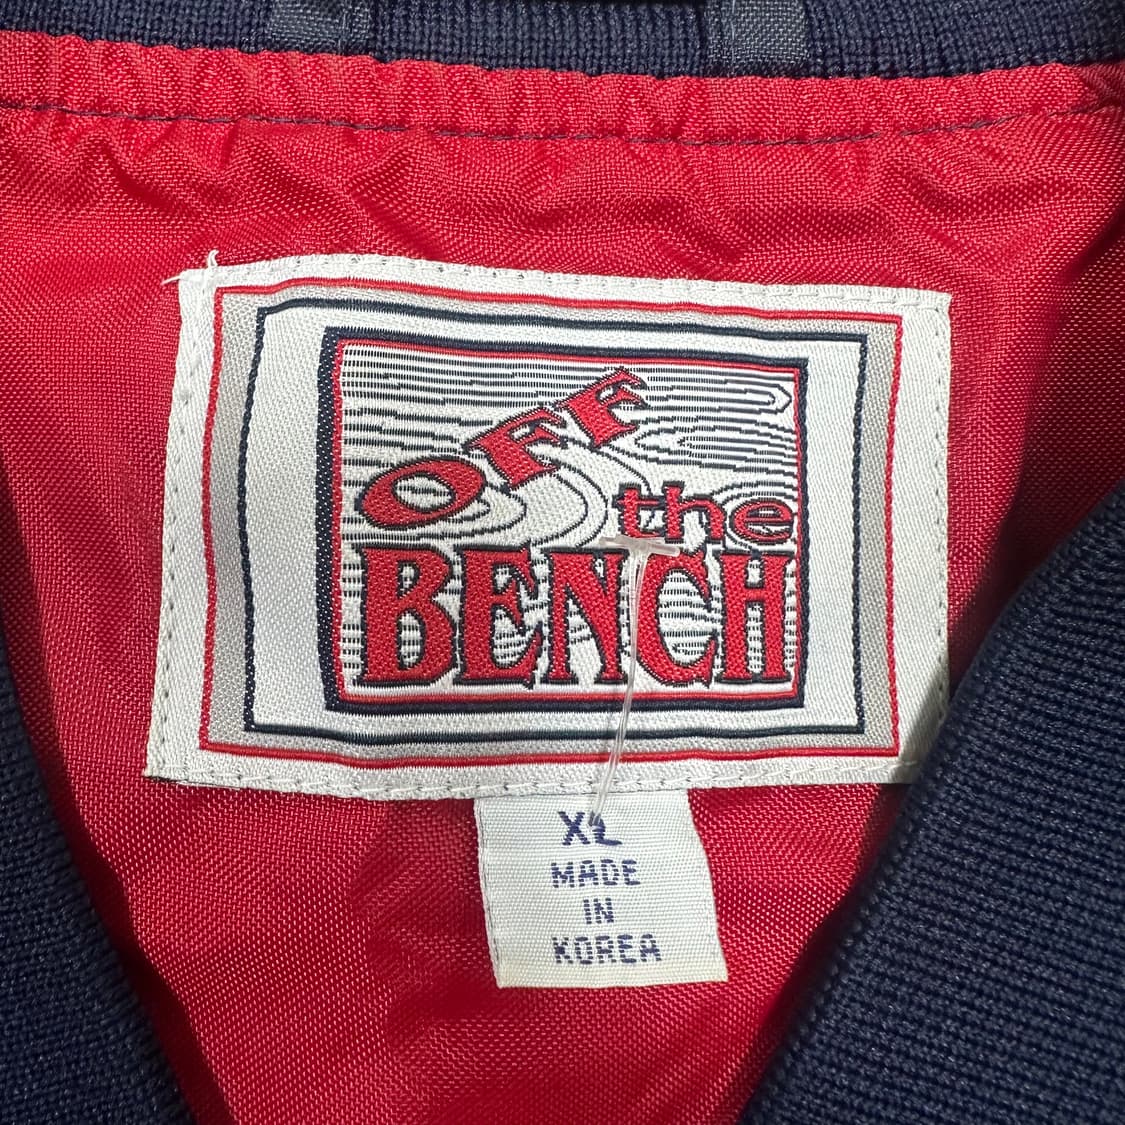 OFF
the
BENCH
XL
MADE
IN
KOREA